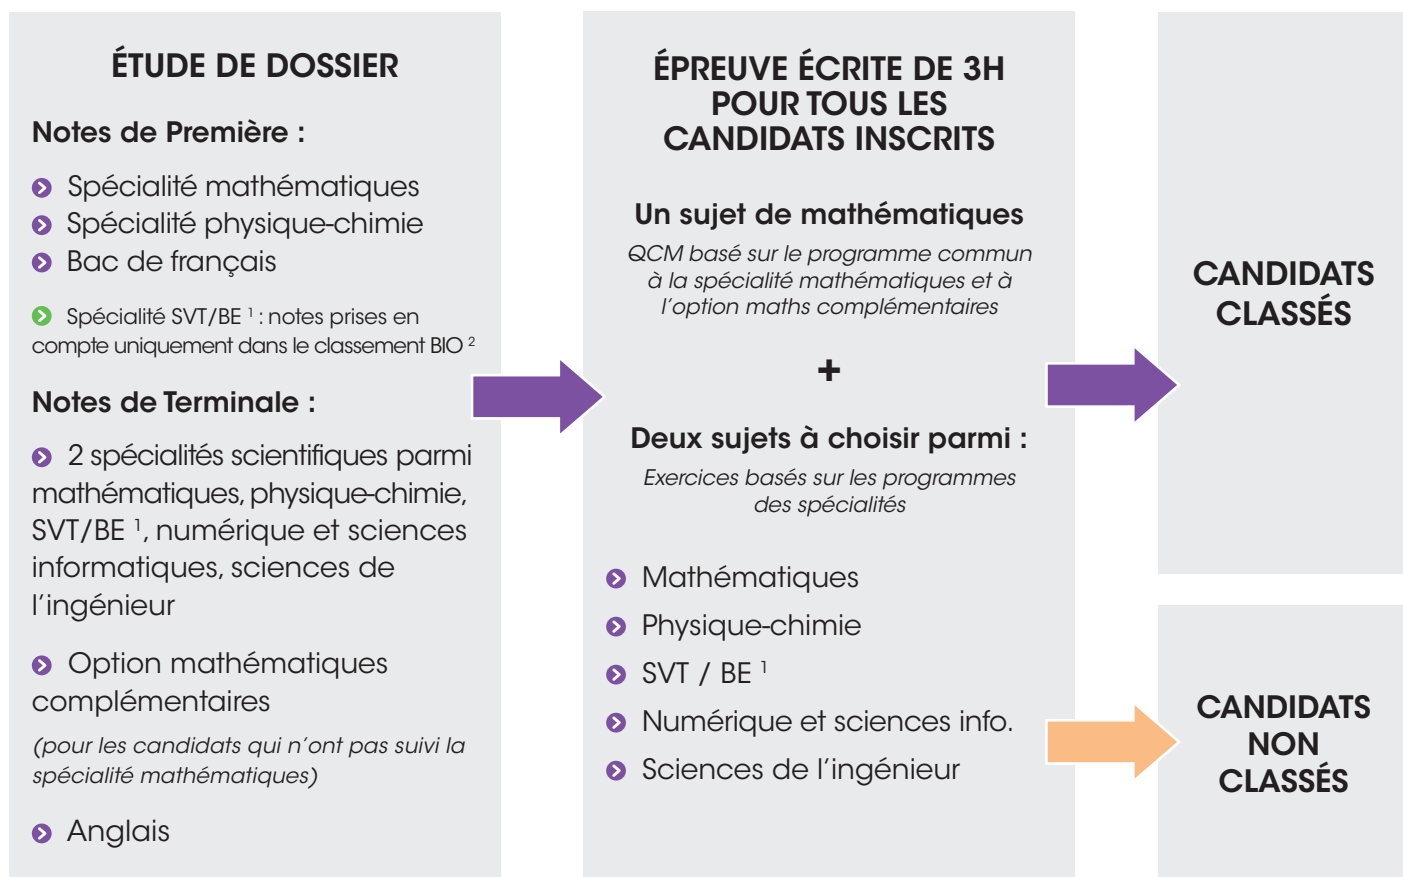 ÉTUDE DE DOSSIER
Notes de Première :
Spécialité mathématiques
Spécialité physique-chimie
Bac de français
Spécialité SVT/BE ¹ : notes prises en
compte uniquement dans le classement BIO ²
Notes de Terminale :
2 spécialités scientifiques parmi
mathématiques, physique-chimie,
SVT/BE ¹, numérique et sciences
informatiques, sciences de
l'ingénieur
Option mathématiques
complémentaires
(pour les candidats qui n'ont pas suivi la
spécialité mathématiques)
Anglais
ÉPREUVE ÉCRITE DE 3H
POUR TOUS LES
CANDIDATS INSCRITS
Un sujet de mathématiques
QCM basé sur le programme commun
à la spécialité mathématiques et à
l'option maths complémentaires
+
Deux sujets à choisir parmi :
Exercices basés sur les programmes
des spécialités
Mathématiques
Physique-chimie
SVT / BE ¹
Numérique et sciences info.
Sciences de l'ingénieur
CANDIDATS
CLASSÉS
CANDIDATS
NON
CLASSÉS